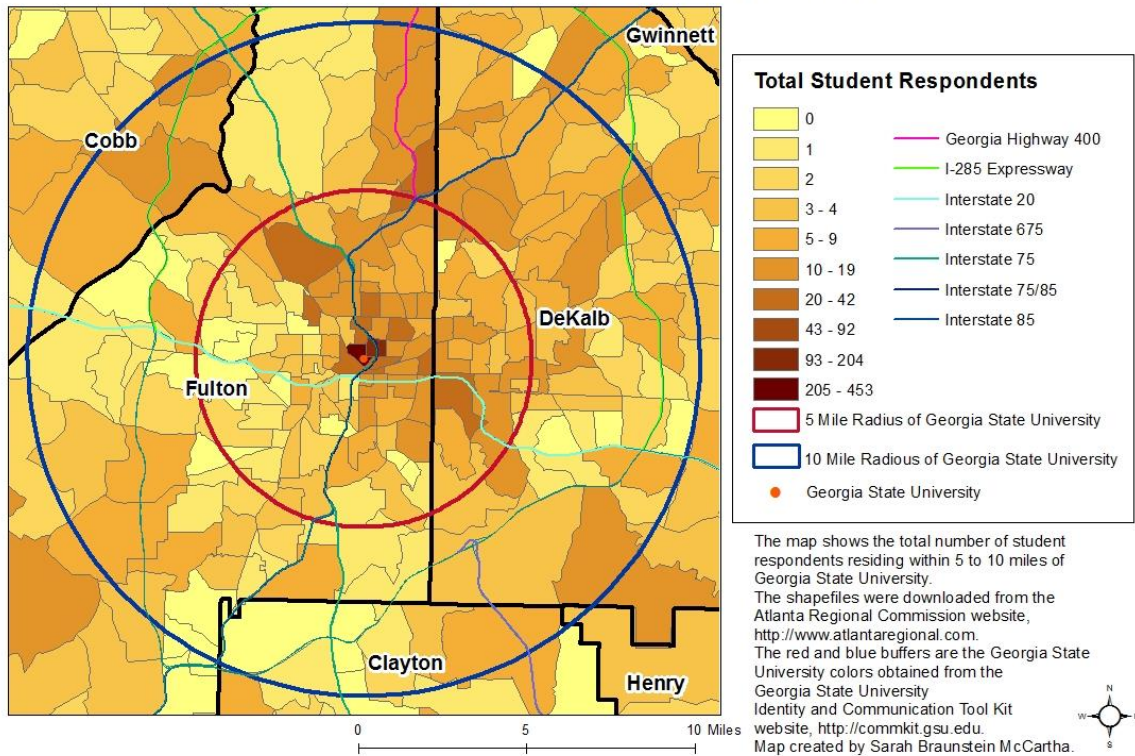 Gwinnett
Cobb
DeKalb
Fulton
Clayton
Henry
0 5 10 Miles
Total Student Respondents
0
1
2
3 - 4
5 - 9
10 - 19
20 - 42
43 - 92
93 - 204
205 - 453
5 Mile Radius of Georgia State University
10 Mile Radious of Georgia State University
Georgia State University
Georgia Highway 400
I-285 Expressway
Interstate 20
Interstate 675
Interstate 75
Interstate 75/85
Interstate 85
The map shows the total number of student
respondents residing within 5 to 10 miles of
Georgia State University.
The shapefiles were downloaded from the
Atlanta Regional Commission website,
http://www.atlantaregional.com.
The red and blue buffers are the Georgia State
University colors obtained from the
Georgia State University
Identity and Communication Tool Kit
website, http://commkit.gsu.edu.
Map created by Sarah Braunstein McCartha.
N
W
S